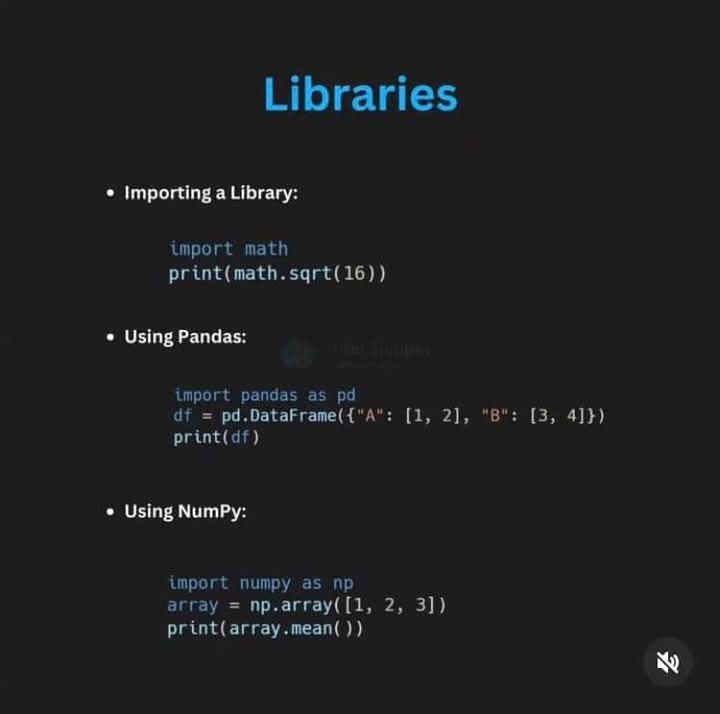 Libraries
• Importing a Library:
import math
print(math.sqrt(16))
• Using Pandas:
import pandas as pd
df = pd.DataFrame({"A": [1, 2], "B": [3, 4]})
print(df)
• Using NumPy:
import numpy as np
array = np.array([1, 2, 3])
print(array.mean())